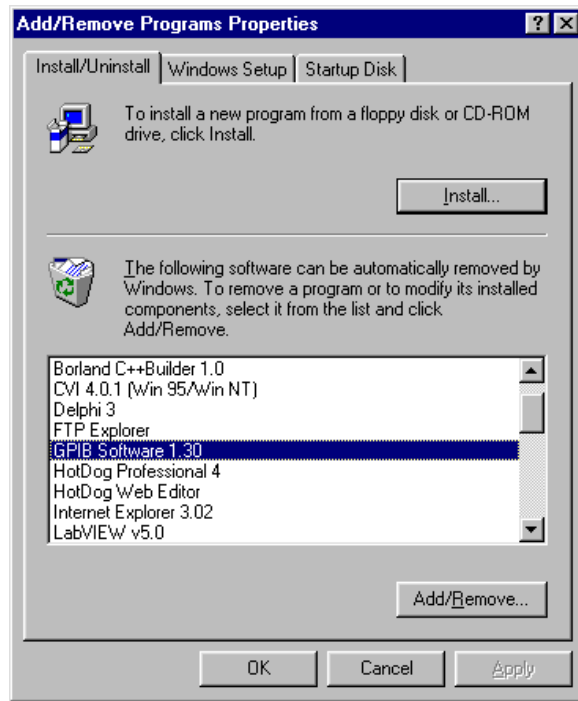 Add/Remove Programs Properties
Install/Uninstall
Windows Setup
Startup Disk
To install a new program from a floppy disk or CD-ROM
drive, click Install.
Install...
The following software can be automatically removed by
Windows. To remove a program or to modify its installed
components, select it from the list and click
Add/Remove.
Borland C++Builder 1.0
CVI 4.0.1 (Win 95/Win NT)
Delphi 3
FTP Explorer
GPIB Software 1.30
HotDog Professional 4
HotDog Web Editor
Internet Explorer 3.02
LabVIEW v5.0
Add/Remove...
OK
Cancel
Apply